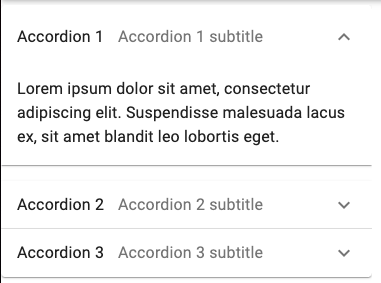 Accordion 1 Accordion 1 subtitle
Lorem ipsum dolor sit amet, consectetur
adipiscing elit. Suspendisse malesuada lacus
ex, sit amet blandit leo lobortis eget.
Accordion 2 Accordion 2 subtitle
Accordion 3 Accordion 3 subtitle